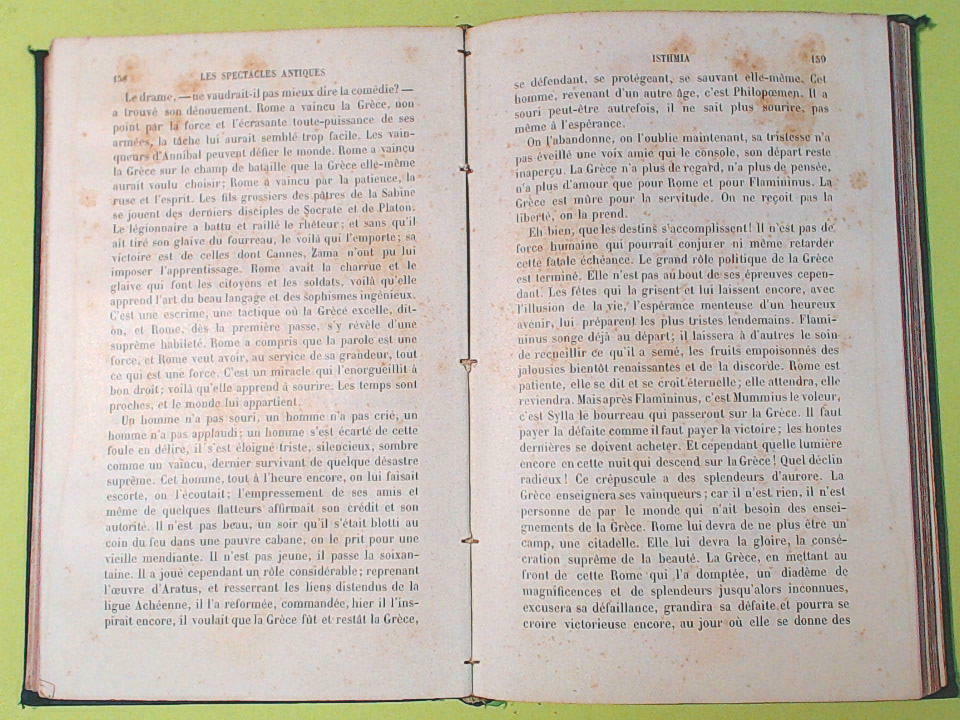 158
LES SPECTACLES ANTIQUES
Le drame, — ne vaudrait-il pas mieux dire la comédie? —
a trouvé son dénouement. Rome a vaincu la Grèce, non
point par la force et l'écrasante toute-puissance de ses
armées, la tâche lui aurait semblé trop facile. Les vain-
queurs d'Annibal peuvent défier le monde. Rome a vaincu
la Grèce sur le champ de bataille que la Grèce elle-même
aurait voulu choisir; Rome a vaincu par la patience, la
ruse et l'esprit. Les fils grossiers des pâtres de la Sabine
se jouent des derniers disciples de Socrate et de Platon.
Le légionnaire a battu et raillé le rhéteur; et sans qu'il
ait tiré son glaive du fourreau, le voilà qui l'emporte; sa
victoire est de celles dont Cannes, Zama n'ont pu lui
imposer l'apprentissage. Rome avait la charrue et le
glaive qui font les citoyens et les soldats, voilà qu'elle
apprend l'art du beau langage et des sophismes ingénieux.
C'est une escrime, une tactique où la Grèce excelle, dit-
on, et Rome, dès la première passe, s'y révèle d'une
suprême habileté. Rome a compris que la parole est une
force, et Rome veut avoir, au service de sa grandeur, tout
ce qui est une force. C'est un miracle qui l'enorgueillit à
bon droit; voilà qu'elle apprend à sourire. Les temps sont
proches, et le monde lui appartient.
Un homme n'a pas souri, un homme n'a pas crié, un
homme n'a pas applaudi; un homme s'est écarté de cette
foule en délire, il s'est éloigné triste, silencieux, sombre
comme un vaincu, dernier survivant de quelque désastre
suprême. Cet homme, tout à l'heure encore, on lui faisait
escorte, on l'écoutait; l'empressement de ses amis et
même de quelques flatteurs affirmait son crédit et son
autorité. Il n'est pas beau, un soir qu'il s'était blotti au
coin du feu dans une pauvre cabane, on le prit pour une
vieille mendiante. Il n'est pas jeune, il passe la soixan-
taine. Il a joué cependant un rôle considérable; reprenant
l'œuvre d'Aratus, et resserrant les liens distendus de la
ligue Achéenne, il l'a reformée, commandée, hier il l'ins-
pirait encore, il voulait que la Grèce fût et restât la Grèce,
ISTHMIA
159
se défendant, se protégeant, se sauvant elle-même. Cet
homme, revenant d'un autre âge, c'est Philopœmen. Il a
souri peut-être autrefois, il ne sait plus sourire, pas
même à l'espérance.
On l'abandonne, on l'oublie maintenant, sa tristesse n'a
pas éveillé une voix amie qui le console, son départ reste
inaperçu. La Grèce n'a plus de regard, n'a plus de pensée,
n'a plus d'amour que pour Rome et pour Flamininus. La
Grèce est mûre pour la servitude. On ne reçoit pas la
liberté, on la prend.
Eh bien, que les destins s'accomplissent! Il n'est pas de
force humaine qui pourrait conjurer ni même retarder
cette fatale échéance. Le grand rôle politique de la Grèce
est terminé. Elle n'est pas au bout de ses épreuves cepen-
dant. Les fêtes qui la grisent et lui laissent encore, avec
l'illusion de la vie, l'espérance menteuse d'un heureux
avenir, lui préparent les plus tristes lendemains. Flami-
ninus songe déjà au départ; il laissera à d'autres le soin
de recueillir ce qu'il a semé, les fruits empoisonnés des
jalousies bientôt renaissantes et de la discorde. Rome est
patiente, elle se dit et se croit éternelle; elle attendra, elle
reviendra. Mais après Flamininus, c'est Mummius le voleur,
c'est Sylla le bourreau qui passeront sur la Grèce. Il faut
payer la défaite comme il faut payer la victoire; les hontes
dernières se doivent acheter. Et cependant quelle lumière
encore en cette nuit qui descend sur la Grèce! Quel déclin
radieux! Ce crépuscule a des splendeurs d'aurore. La
Grèce enseignera ses vainqueurs; car il n'est rien, il n'est
personne de par le monde qui n'ait besoin des ensei-
gnements de la Grèce. Rome lui devra de ne plus être un
camp, une citadelle. Elle lui devra la gloire, la consé-
cration suprême de la beauté. La Grèce, en mettant au
front de cette Rome qui l'a domptée, un diadème de
magnificences et de splendeurs jusqu'alors inconnues,
excusera sa défaillance, grandira sa défaite et pourra se
croire victorieuse encore, au jour où elle se donne des